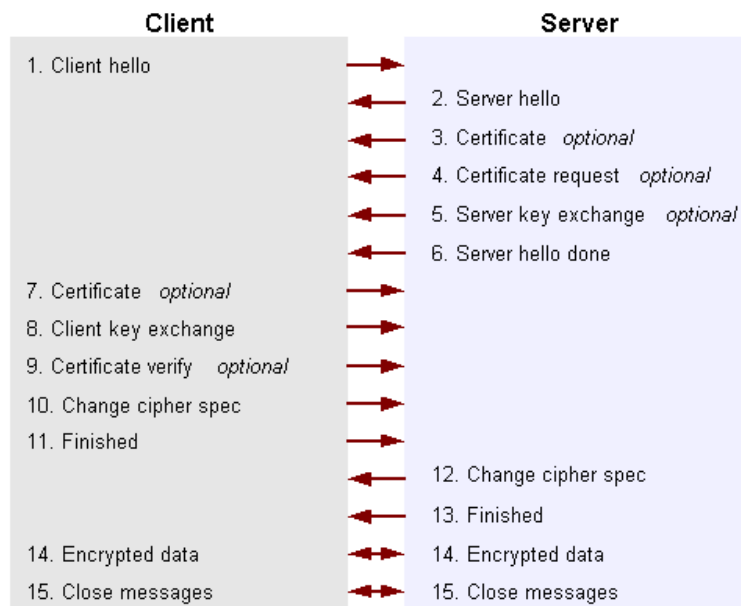 Client Server
1. Client hello
2. Server hello
3. Certificate optional
4. Certificate request optional
5. Server key exchange optional
6. Server hello done
7. Certificate optional
8. Client key exchange
9. Certificate verify optional
10. Change cipher spec
11. Finished
12. Change cipher spec
13. Finished
14. Encrypted data 14. Encrypted data
15. Close messages 15. Close messages